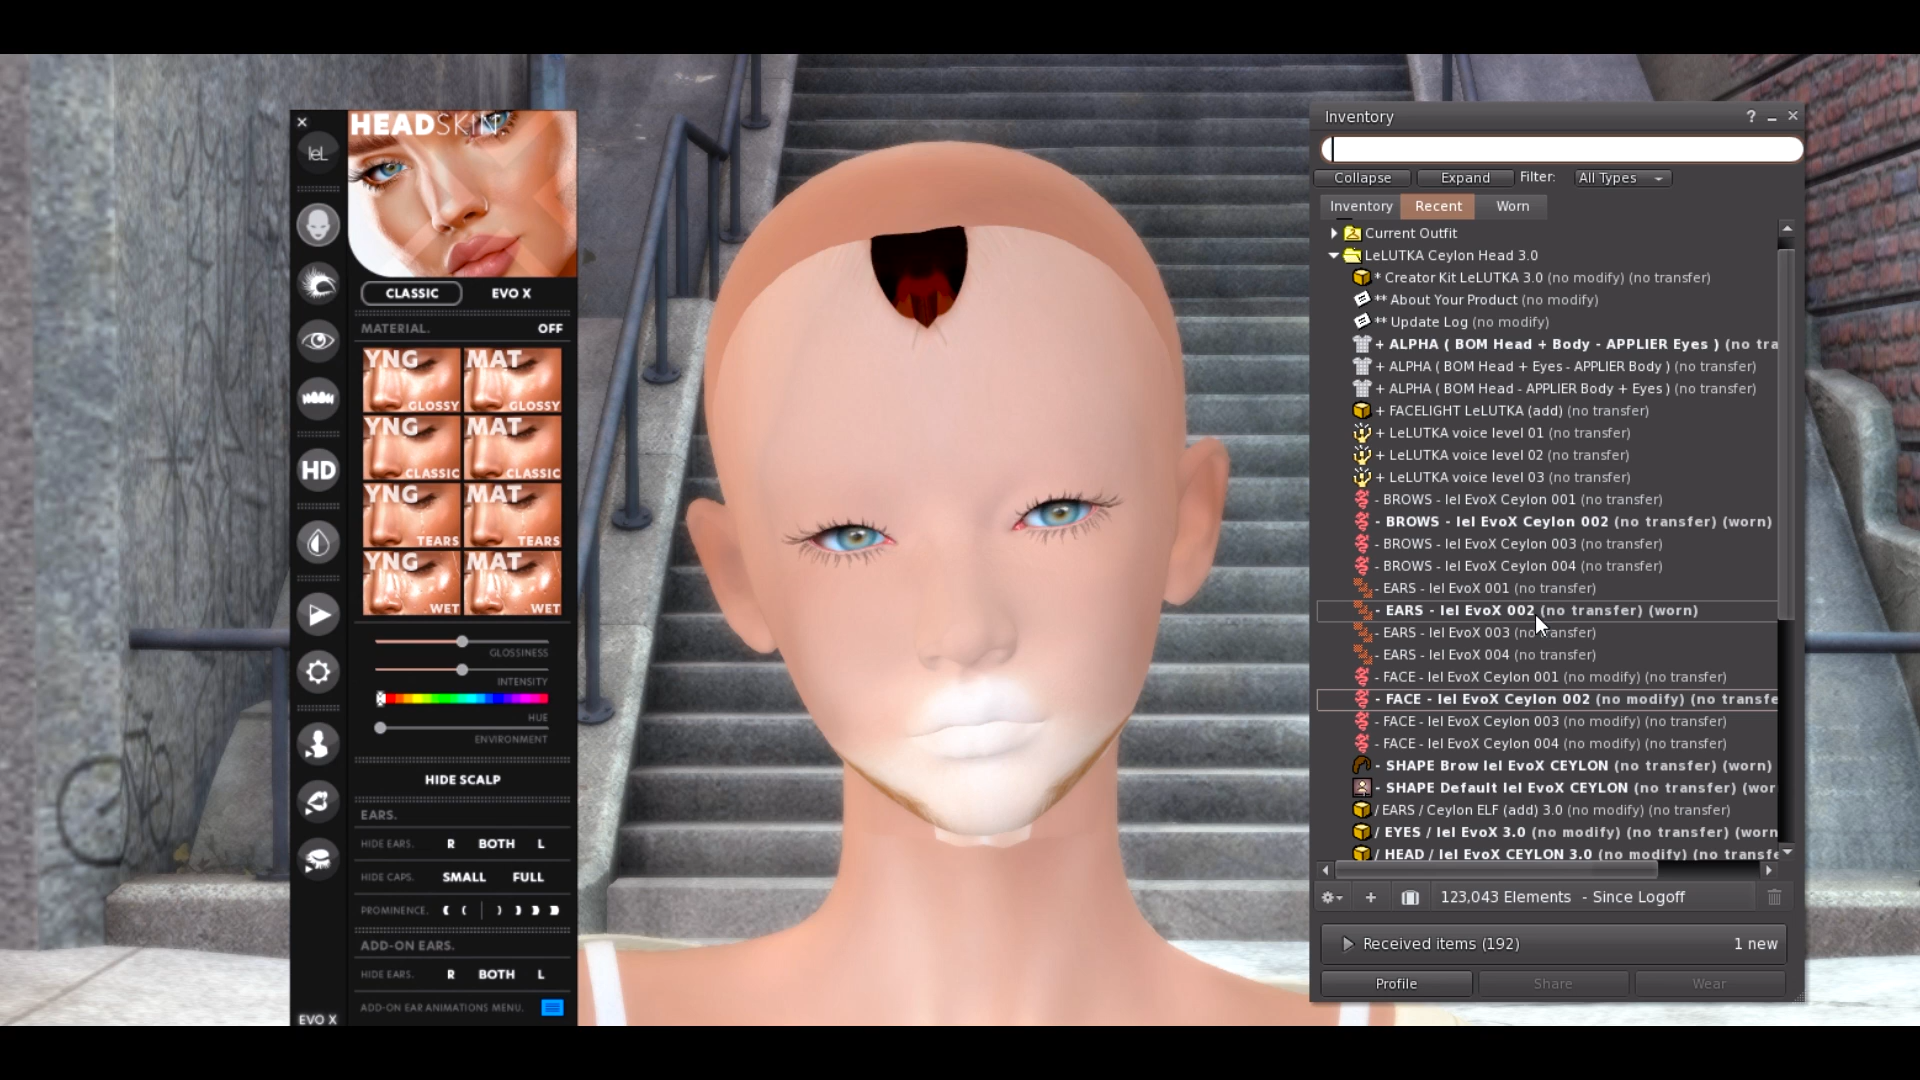 HEADSKIN.
leL
CLASSIC
EVO X
MATERIAL.
OFF
YNG
GLOSSY
MAT
GLOSSY
YNG
CLASSIC
MAT
CLASSIC
YNG
TEARS
MAT
TEARS
YNG
WET
MAT
WET
HD
GLOSSINESS
INTENSITY
HUE
ENVIRONMENT
HIDE SCALP
EARS.
HIDE EARS. R BOTH L
HIDE CAPS. SMALL FULL
PROMINENCE.
ADD-ON EARS.
HIDE EARS. R BOTH L
ADD-ON EAR ANIMATIONS MENU.
EVO X
Inventory
Collapse
Expand
Filter:
All Types
Inventory
Recent
Worn
Current Outfit
LeLUTKA Ceylon Head 3.0
* Creator Kit LeLUTKA 3.0 (no modify) (no transfer)
** About Your Product (no modify)
** Update Log (no modify)
+ ALPHA ( BOM Head + Body - APPLIER Eyes ) (no tra
+ ALPHA ( BOM Head + Eyes - APPLIER Body ) (no transfer)
+ ALPHA ( BOM Head - APPLIER Body + Eyes ) (no transfer)
+ FACELIGHT LeLUTKA (add) (no transfer)
+ LeLUTKA voice level 01 (no transfer)
+ LeLUTKA voice level 02 (no transfer)
+ LeLUTKA voice level 03 (no transfer)
- BROWS - lel EvoX Ceylon 001 (no transfer)
- BROWS - lel EvoX Ceylon 002 (no transfer) (worn)
- BROWS - lel EvoX Ceylon 003 (no transfer)
- BROWS - lel EvoX Ceylon 004 (no transfer)
- EARS - lel EvoX 001 (no transfer)
- EARS - lel EvoX 002 (no transfer) (worn)
- EARS - lel EvoX 003 (no transfer)
- EARS - lel EvoX 004 (no transfer)
- FACE - lel EvoX Ceylon 001 (no modify) (no transfer)
- FACE - lel EvoX Ceylon 002 (no modify) (no transfe
- FACE - lel EvoX Ceylon 003 (no modify) (no transfer)
- FACE - lel EvoX Ceylon 004 (no modify) (no transfer)
- SHAPE Brow lel EvoX CEYLON (no transfer) (worn)
- SHAPE Default lel EvoX CEYLON (no transfer) (wor
/ EARS / Ceylon ELF (add) 3.0 (no modify) (no transfer)
/ EYES / lel EvoX 3.0 (no modify) (no transfer) (worn
/ HEAD / lel EvoX CEYLON 3.0 (no modify) (no transfe
123,043 Elements - Since Logoff
Received items (192)
1 new
Profile
Share
Wear